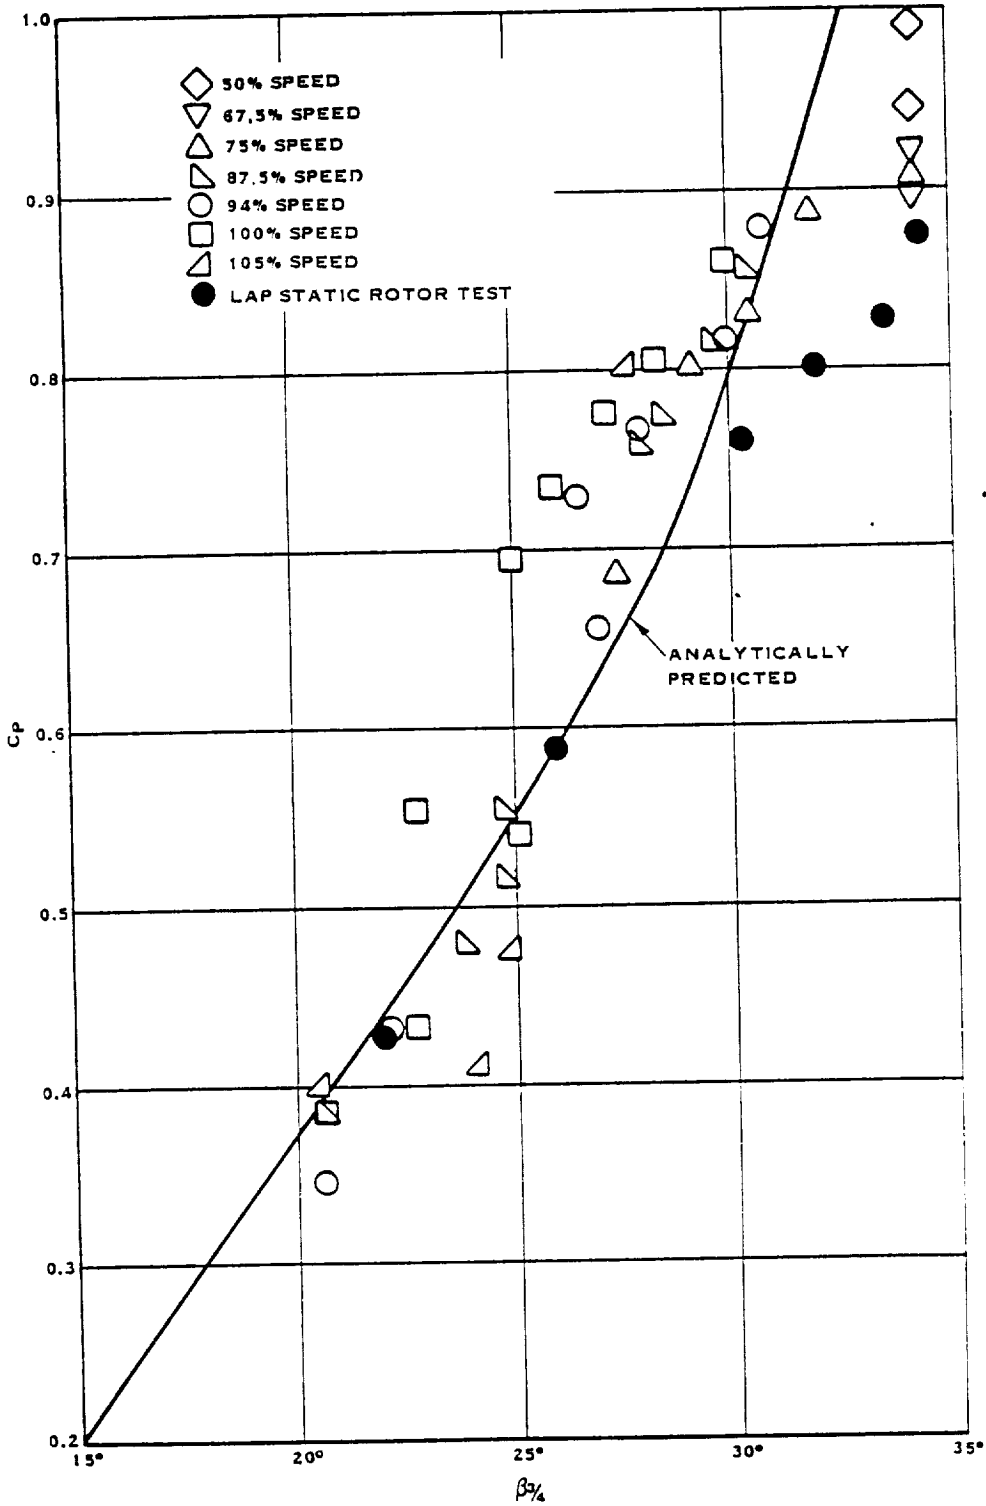 1.0
50% SPEED
67,5% SPEED
75% SPEED
87,5% SPEED
94% SPEED
100% SPEED
105% SPEED
LAP STATIC ROTOR TEST
0.9
0.8
0.7
ANALYTICALLY
PREDICTED
0.6
CP
0.5
0.4
0.3
0.2
15° 20° 25° 30° 35°
β3/4